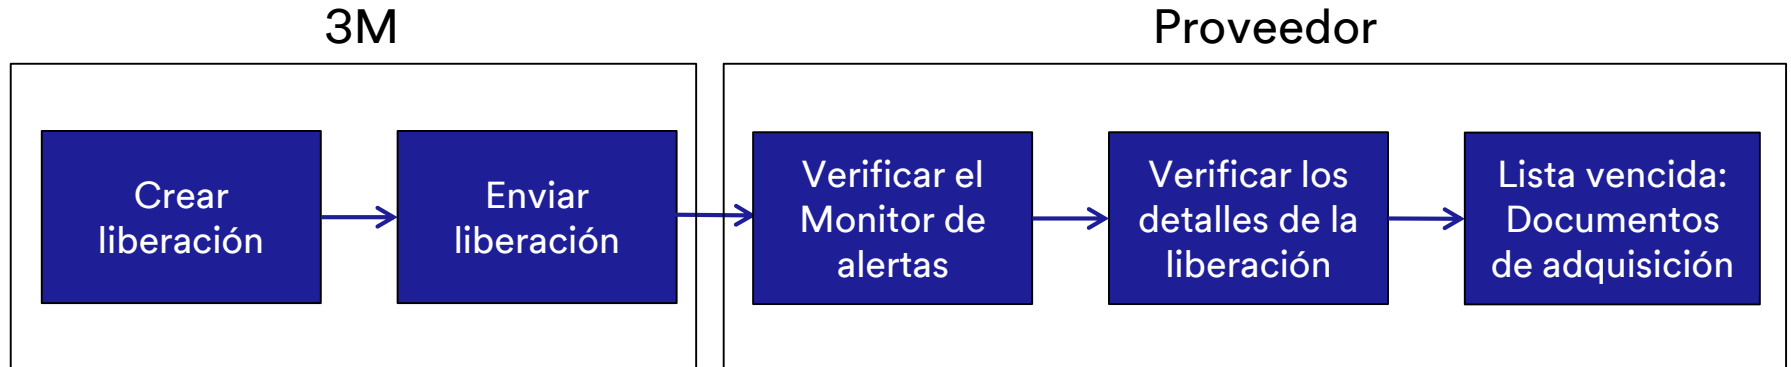 3M
Proveedor
Crear
liberación
Enviar
liberación
Verificar el
Monitor de
alertas
Verificar los
detalles de la
liberación
Lista vencida:
Documentos
de adquisición